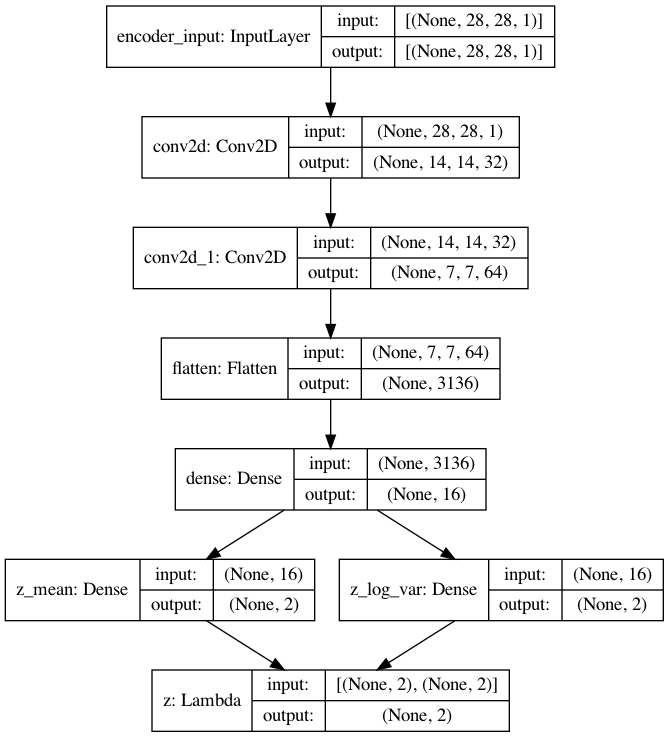 encoder_input: InputLayer
input: [(None, 28, 28, 1)]
output: [(None, 28, 28, 1)]
conv2d: Conv2D
input: (None, 28, 28, 1)
output: (None, 14, 14, 32)
conv2d_1: Conv2D
input: (None, 14, 14, 32)
output: (None, 7, 7, 64)
flatten: Flatten
input: (None, 7, 7, 64)
output: (None, 3136)
dense: Dense
input: (None, 3136)
output: (None, 16)
z_mean: Dense
input: (None, 16)
output: (None, 2)
z_log_var: Dense
input: (None, 16)
output: (None, 2)
z: Lambda
input: [(None, 2), (None, 2)]
output: (None, 2)